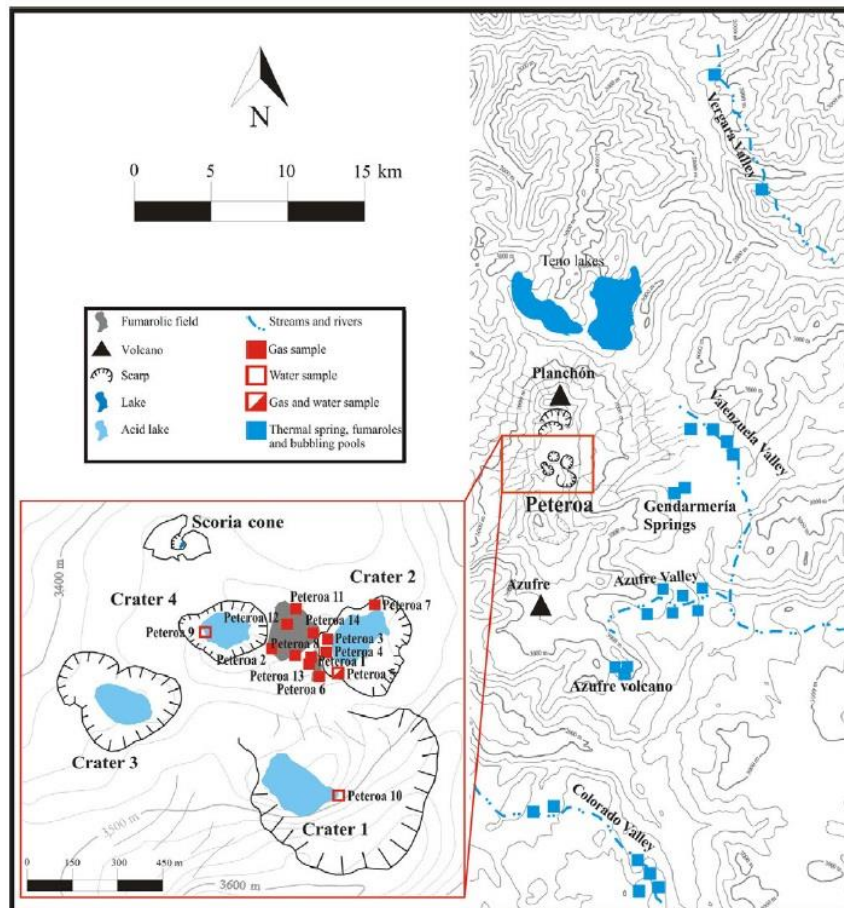 N
0 5 10 15 km
Fumarolic field
Volcano
Scarp
Lake
Acid lake
Streams and rivers
Gas sample
Water sample
Gas and water sample
Thermal spring, fumaroles
and bubbling pools
Vergara Valley
Teno lakes
Planchón
Valenzuela Valley
Peteroa
Gendarmería
Springs
Azufre
Azufre Valley
Azufre volcano
Colorado Valley
Scoria cone
3400 m
Crater 4
Crater 2
Peteroa 11
Peteroa 7
Peteroa 12
Peteroa 14
Peteroa 9
Peteroa 3
Peteroa 8
Peteroa 4
Peteroa 2
Peteroa 1
Peteroa 5
Peteroa 13
Peteroa 6
Crater 3
Peteroa 10
Crater 1
3500 m
0 150 300 450 m
3600 m